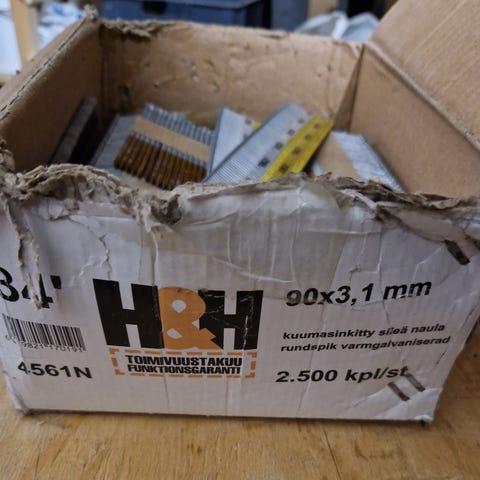 34°
H&H
TOIMIVUUSTAKUU
FUNKTIONSGARANTI
4561N
90x3,1 mm
kuumasinkitty sileä naula
rundspik varmgalvaniserad
2.500 kpl/st